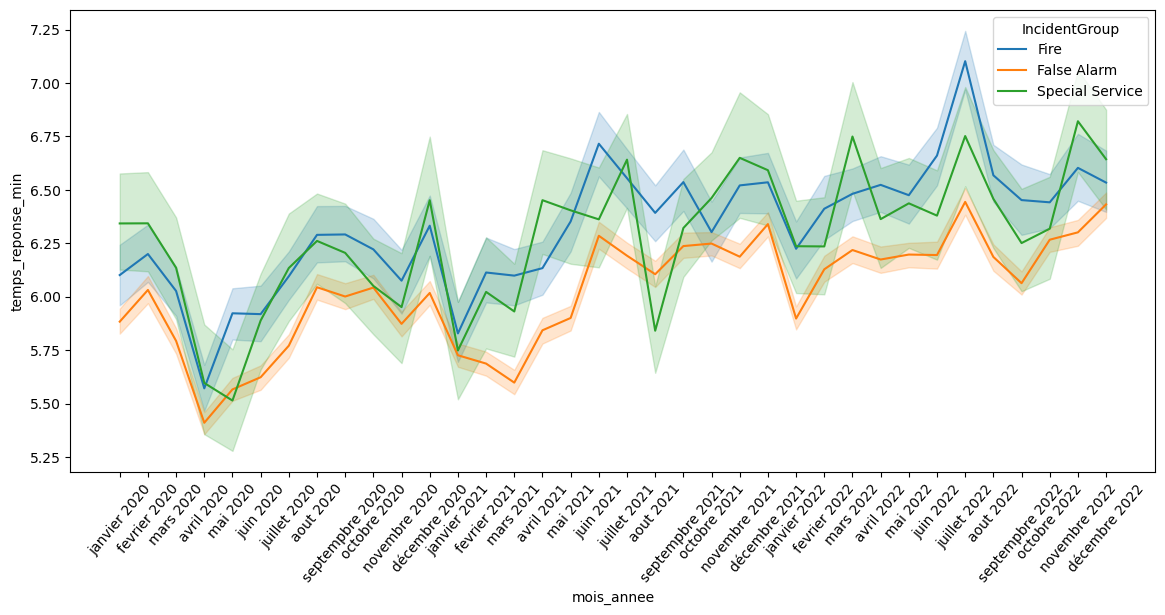 IncidentGroup
Fire
False Alarm
Special Service
temps_reponse_min
7.25
7.00
6.75
6.50
6.25
6.00
5.75
5.50
5.25
janvier 2020
fevrier 2020
mars 2020
avril 2020
mai 2020
juin 2020
juillet 2020
aout 2020
septembre 2020
octobre 2020
novembre 2020
décembre 2020
janvier 2021
fevrier 2021
mars 2021
avril 2021
mai 2021
juin 2021
juillet 2021
aout 2021
septembre 2021
octobre 2021
novembre 2021
décembre 2021
janvier 2022
fevrier 2022
mars 2022
avril 2022
mai 2022
juin 2022
juillet 2022
aout 2022
septempbre 2022
octobre 2022
novembre 2022
décembre 2022
mois_annee